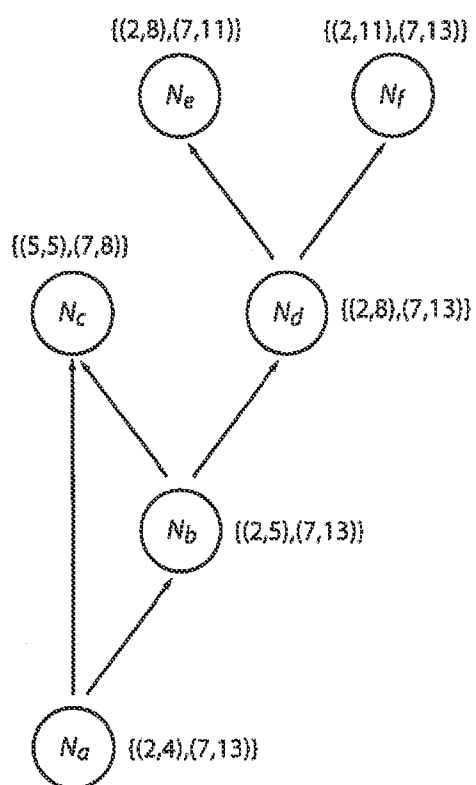 {(2,8),(7,11)} {(2,11),(7,13)}
Ne Nf
{(5,5),(7,8)}
Nc Nd {(2,8),(7,13)}
Nb {(2,5),(7,13)}
Na {(2,4),(7,13)}